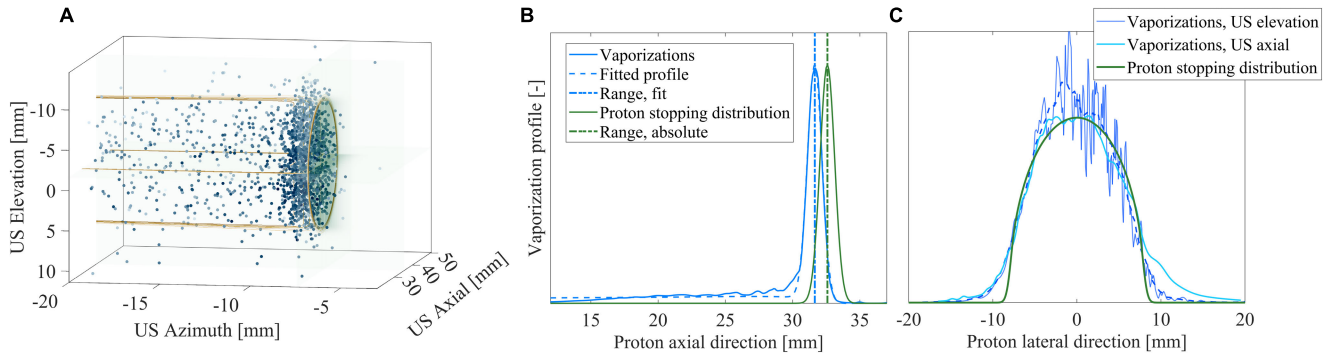 A
US Elevation [mm]
-10
-5
0
5
10
-20
-15
-10
-5
US Azimuth [mm]
30
40
50
US Axial [mm]
B
Vaporization profile [-]
Vaporizations
Fitted profile
Range, fit
Proton stopping distribution
Range, absolute
15
20
25
30
35
Proton axial direction [mm]
C
Vaporizations, US elevation
Vaporizations, US axial
Proton stopping distribution
-20
-10
0
10
20
Proton lateral direction [mm]